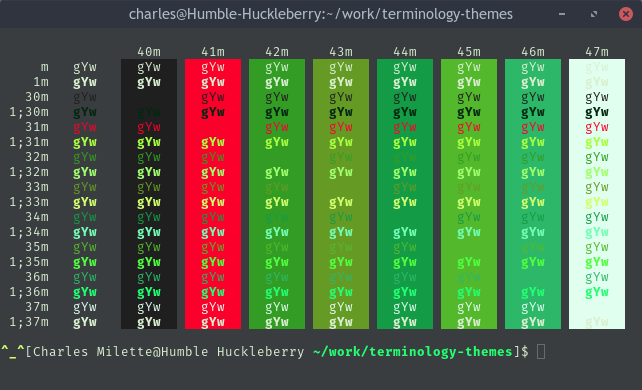 charles@Humble-Huckleberry:~/work/terminology-themes
40m 41m 42m 43m 44m 45m 46m 47m
m gYw gYw gYw gYw gYw gYw gYw gYw gYw
1m gYw gYw gYw gYw gYw gYw gYw gYw gYw
30m gYw gYw gYw gYw gYw gYw gYw gYw
1;30m gYw gYw gYw gYw gYw gYw gYw gYw gYw
31m gYw gYw gYw gYw gYw gYw gYw gYw
1;31m gYw gYw gYw gYw gYw gYw gYw gYw gYw
32m gYw gYw gYw gYw gYw gYw gYw gYw
1;32m gYw gYw gYw gYw gYw gYw gYw gYw gYw
33m gYw gYw gYw gYw gYw gYw gYw gYw
1;33m gYw gYw gYw gYw gYw gYw gYw gYw gYw
34m gYw gYw gYw gYw gYw gYw gYw gYw
1;34m gYw gYw gYw gYw gYw gYw gYw gYw gYw
35m gYw gYw gYw gYw gYw gYw gYw gYw
1;35m gYw gYw gYw gYw gYw gYw gYw gYw gYw
36m gYw gYw gYw gYw gYw gYw gYw gYw
1;36m gYw gYw gYw gYw gYw gYw gYw gYw gYw
37m gYw gYw gYw gYw gYw gYw gYw gYw gYw
1;37m gYw gYw gYw gYw gYw gYw gYw gYw gYw
^_^[Charles Milette@Humble Huckleberry ~/work/terminology-themes]$